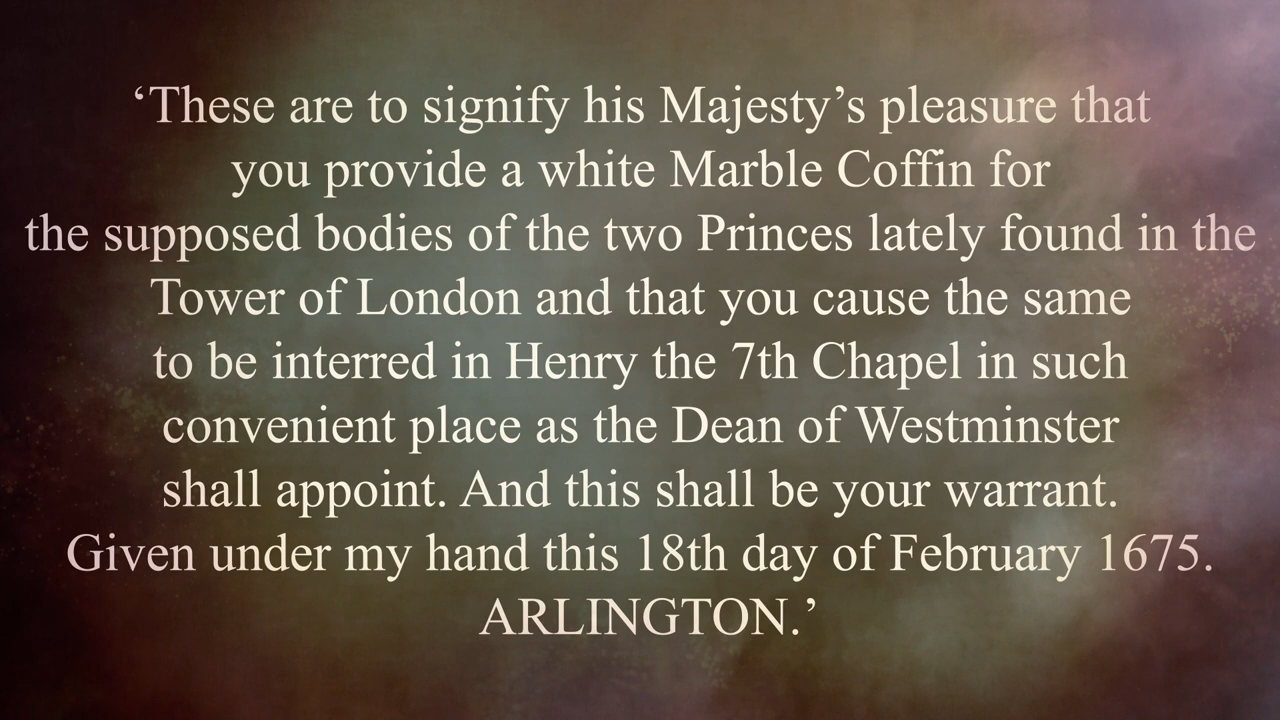 ‘These are to signify his Majesty’s pleasure that
you provide a white Marble Coffin for
the supposed bodies of the two Princes lately found in the
Tower of London and that you cause the same
to be interred in Henry the 7th Chapel in such
convenient place as the Dean of Westminster
shall appoint. And this shall be your warrant.
Given under my hand this 18th day of February 1675.
ARLINGTON.’